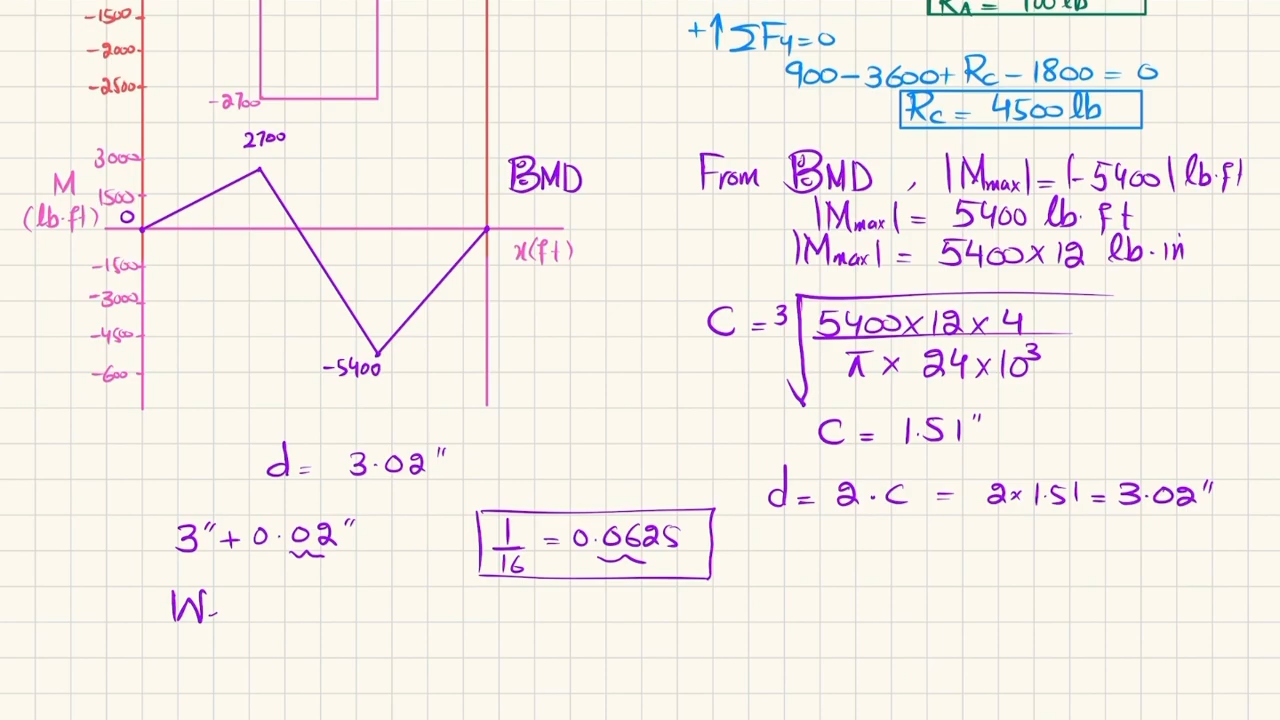 -1500
-2000
-2500
-2700
2700
M
(lb·ft)
3000
1500
0
-1500
-3000
-4500
-600
-5400
x(ft)
BMD
d = 3.02"
3" + 0.02"
1/16 = 0.0625
W-
+↑ΣFy=0
900-3600+Rc-1800=0
Rc = 4500 lb
From BMD , |Mmax| = |-5400| lb·ft
|Mmax| = 5400 lb·ft
|Mmax| = 5400×12 lb·in
C = ³√(5400×12×4 / π×24×10³)
C = 1.51"
d = 2·C = 2×1.51 = 3.02"